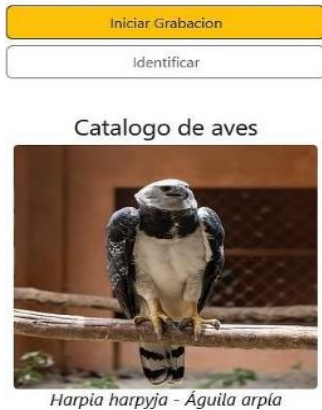 Iniciar Grabacion
Identificar
Catalogo de aves
Harpia harpyja - Águila arpía